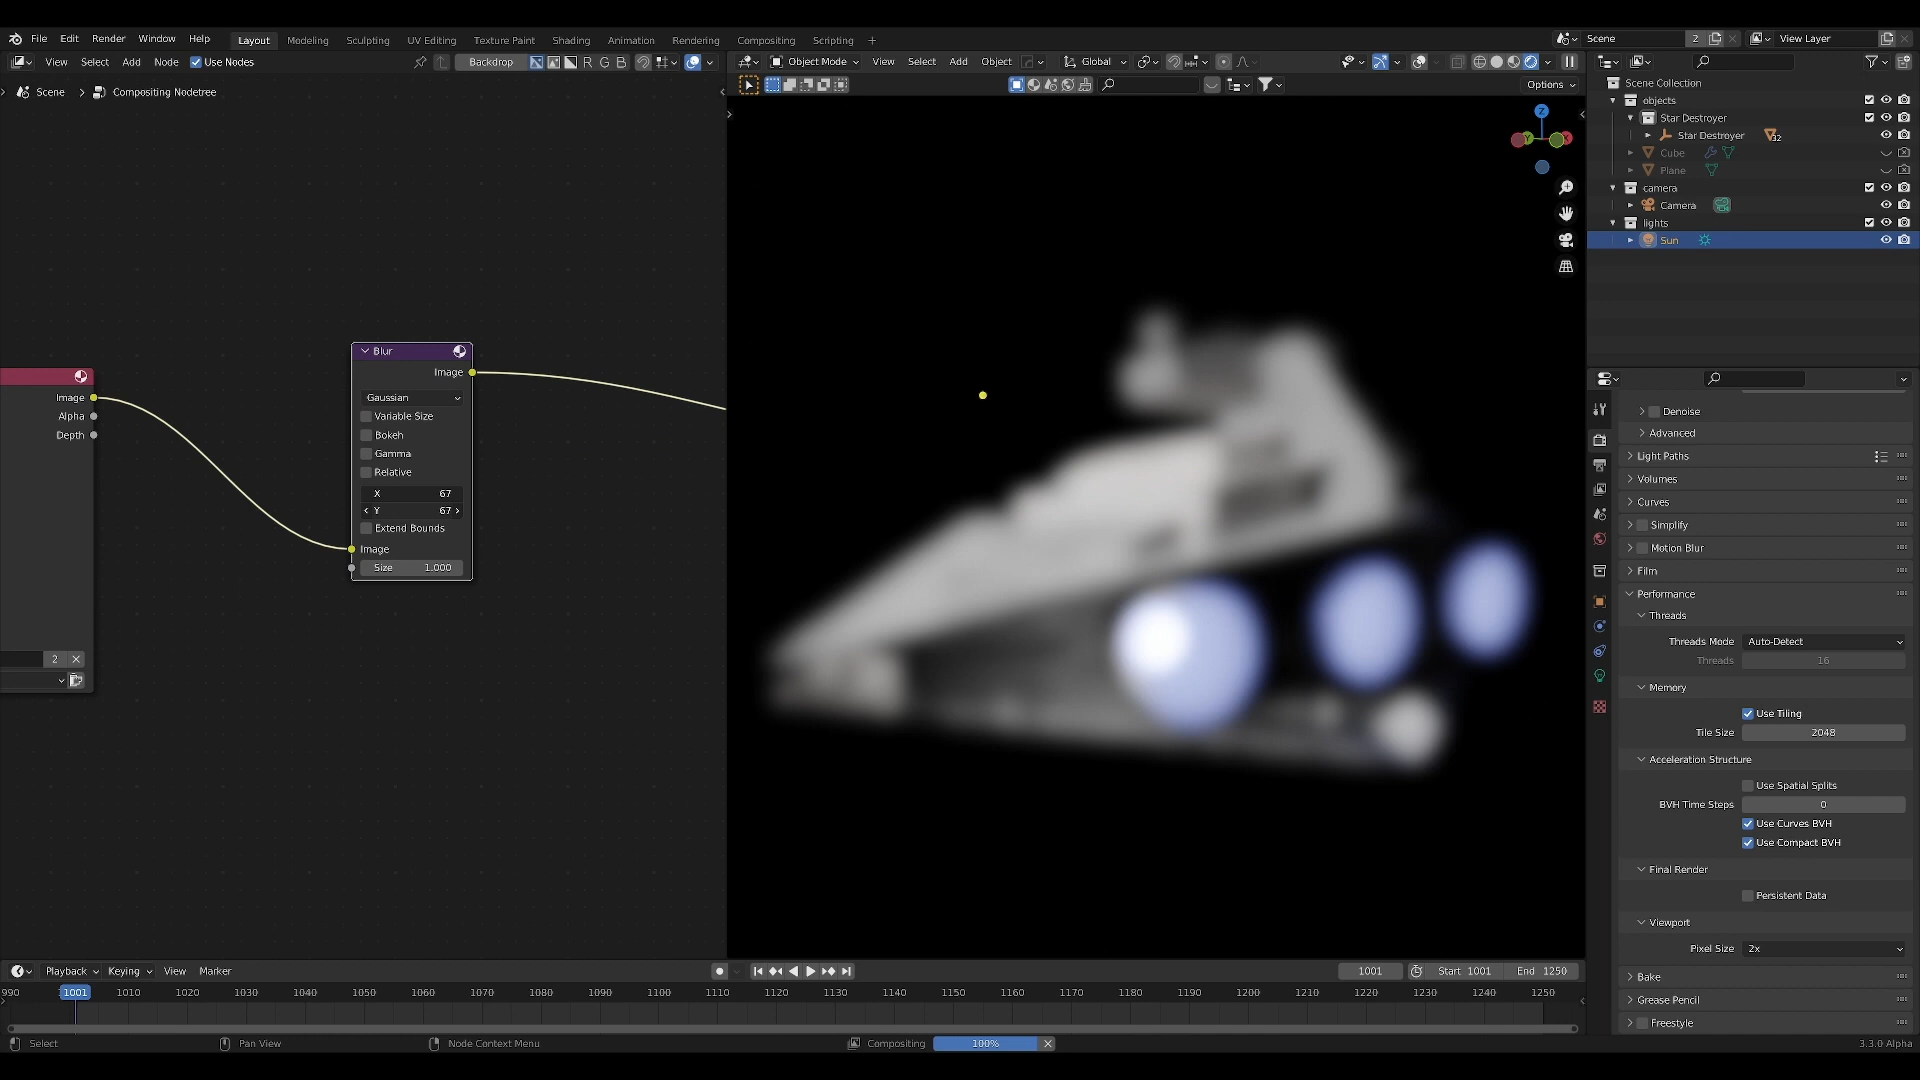 File Edit Render Window Help Layout Modeling Sculpting UV Editing Texture Paint Shading Animation Rendering Compositing Scripting + Scene 2 View Layer
View Select Add Node Use Nodes Backdrop R G B Object Mode View Select Add Object Global
Options
Scene Compositing Nodetree
Scene Collection
objects
Star Destroyer
Star Destroyer 32
Cube
Plane
camera
Camera
lights
Sun
Z
Y
X
Blur
Image
Gaussian
Variable Size
Bokeh
Gamma
Relative
X 67
Y 67
Extend Bounds
Image
Size 1.000
Image
Alpha
Depth
2
Denoise
Advanced
Light Paths
Volumes
Curves
Simplify
Motion Blur
Film
Performance
Threads
Threads Mode Auto-Detect
Threads 16
Memory
Use Tiling
Tile Size 2048
Acceleration Structure
Use Spatial Splits
BVH Time Steps 0
Use Curves BVH
Use Compact BVH
Final Render
Persistent Data
Viewport
Pixel Size 2x
Bake
Grease Pencil
Freestyle
Playback Keying View Marker 1001 Start 1001 End 1250
990 1001 1010 1020 1030 1040 1050 1060 1070 1080 1090 1100 1110 1120 1130 1140 1150 1160 1170 1180 1190 1200 1210 1220 1230 1240 1250
Select Pan View Node Context Menu Compositing 100% 3.3.0 Alpha